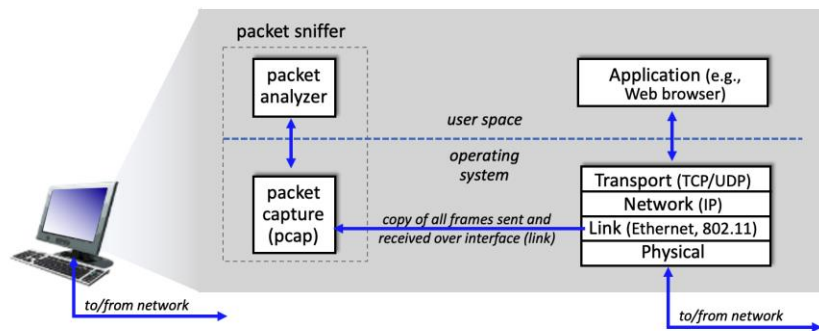 packet sniffer
packet
analyzer
Application (e.g.,
Web browser)
user space
operating
system
packet
capture
(pcap)
copy of all frames sent and
received over interface (link)
Transport (TCP/UDP)
Network (IP)
Link (Ethernet, 802.11)
Physical
to/from network
to/from network